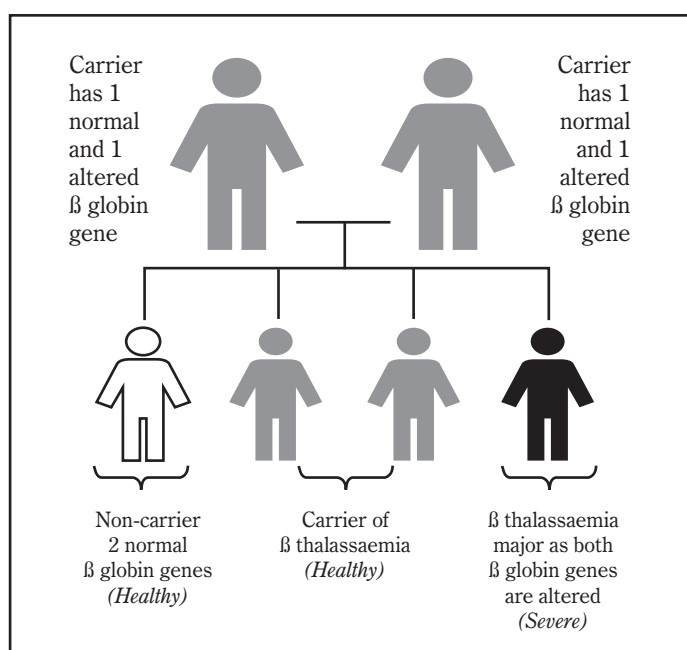 Carrier
has 1
normal
and 1
altered
ß globin
gene
Carrier
has 1
normal
and 1
altered
ß globin
gene
Non-carrier
2 normal
ß globin genes
(Healthy)
Carrier of
ß thalassaemia
(Healthy)
ß thalassaemia
major as both
ß globin genes
are altered
(Severe)